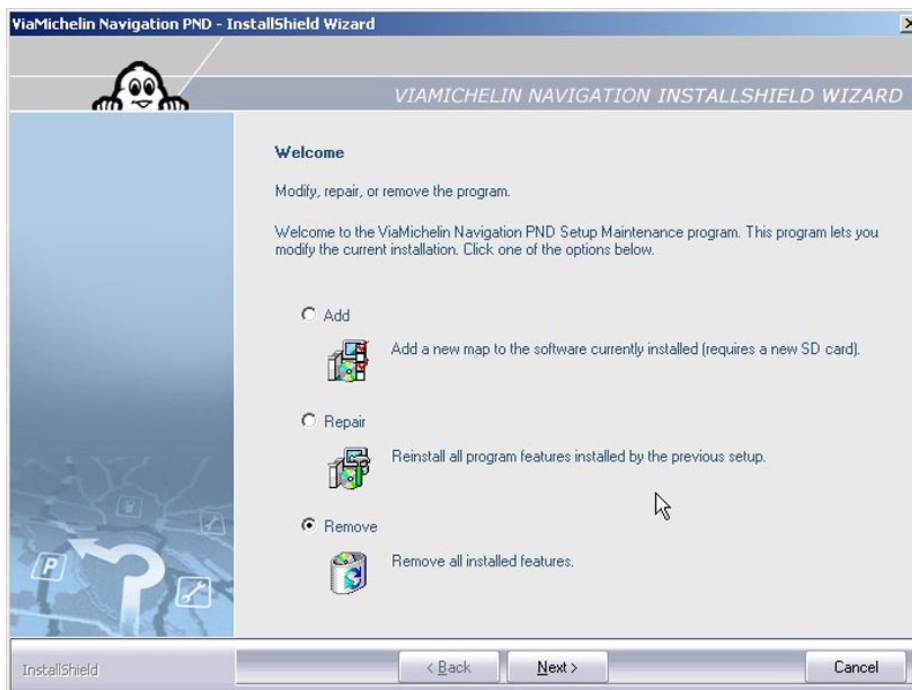 ViaMichelin Navigation PND - InstallShield Wizard
VIAMICHELIN NAVIGATION INSTALLSHIELD WIZARD
Welcome
Modify, repair, or remove the program.
Welcome to the ViaMichelin Navigation PND Setup Maintenance program. This program lets you
modify the current installation. Click one of the options below.
Add
Add a new map to the software currently installed (requires a new SD card).
Repair
Reinstall all program features installed by the previous setup.
Remove
Remove all installed features.
P
InstallShield
< Back
Next >
Cancel